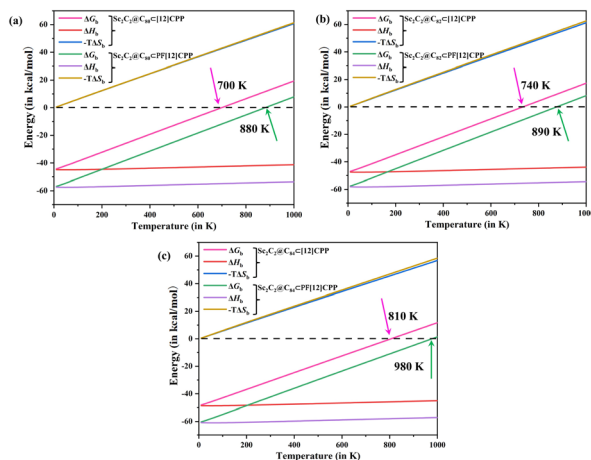 (a)
ΔGb
ΔHb
-TΔSb
Sc2C2@C80⊂[12]CPP
ΔGb
ΔHb
-TΔSb
Sc2C2@C80⊂PF[12]CPP
700 K
880 K
Energy (in kcal/mol)
60
40
20
0
-20
-40
-60
0 200 400 600 800 1000
Temperature (in K)
(b)
ΔGb
ΔHb
-TΔSb
Sc2C2@C82⊂[12]CPP
ΔGb
ΔHb
-TΔSb
Sc2C2@C82⊂PF[12]CPP
740 K
890 K
Energy (in kcal/mol)
60
40
20
0
-20
-40
-60
0 200 400 600 800 1000
Temperature (in K)
(c)
ΔGb
ΔHb
-TΔSb
Sc2C2@C84⊂[12]CPP
ΔGb
ΔHb
-TΔSb
Sc2C2@C84⊂PF[12]CPP
810 K
980 K
Energy (in kcal/mol)
60
40
20
0
-20
-40
-60
0 200 400 600 800 1000
Temperature (in K)